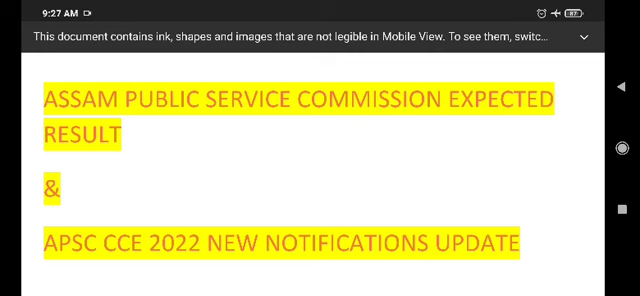 9:27 AM
87
This document contains ink, shapes and images that are not legible in Mobile View. To see them, switc...
ASSAM PUBLIC SERVICE COMMISSION EXPECTED
RESULT
&
APSC CCE 2022 NEW NOTIFICATIONS UPDATE